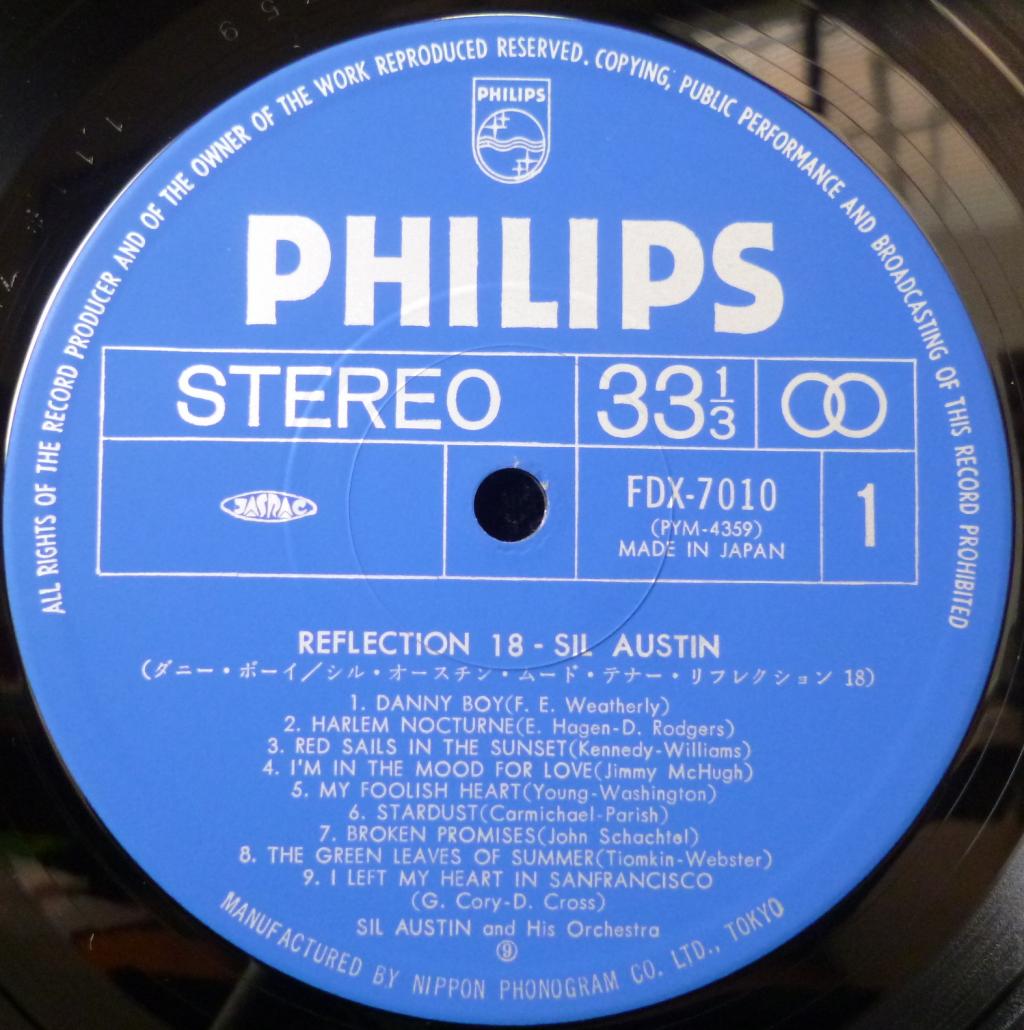 ALL RIGHTS OF THE RECORD PRODUCER AND OF THE OWNER OF THE WORK REPRODUCED RESERVED. COPYING, PUBLIC PERFORMANCE AND BROADCASTING OF THIS RECORD PROHIBITED
PHILIPS
PHILIPS
STEREO
33 1/3
JASRAC
FDX-7010
(PYM-4359)
MADE IN JAPAN
1
REFLECTION 18 - SIL AUSTIN
(ダニー・ボーイ/シル・オースチン・ムード・テナー・リフレクション 18)
1. DANNY BOY(F. E. Weatherly)
2. HARLEM NOCTURNE(E. Hagen-D. Rodgers)
3. RED SAILS IN THE SUNSET(Kennedy-Williams)
4. I'M IN THE MOOD FOR LOVE(Jimmy McHugh)
5. MY FOOLISH HEART(Young-Washington)
6. STARDUST(Carmichael-Parish)
7. BROKEN PROMISES(John Schachtel)
8. THE GREEN LEAVES OF SUMMER(Tiomkin-Webster)
9. I LEFT MY HEART IN SANFRANCISCO
(G. Cory-D. Cross)
SIL AUSTIN and His Orchestra
⑨
MANUFACTURED BY NIPPON PHONOGRAM CO. LTD., TOKYO